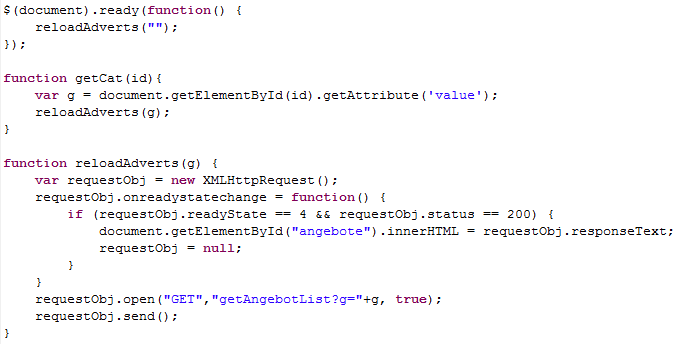 $(document).ready(function() {
    reloadAdverts("");
});

function getCat(id){
    var g = document.getElementById(id).getAttribute('value');
    reloadAdverts(g);
}

function reloadAdverts(g) {
    var requestObj = new XMLHttpRequest();
    requestObj.onreadystatechange = function() {
        if (requestObj.readyState == 4 && requestObj.status == 200) {
            document.getElementById("angebote").innerHTML = requestObj.responseText;
            requestObj = null;
        }
    }
    requestObj.open("GET","getAngebotList?g="+g, true);
    requestObj.send();
}